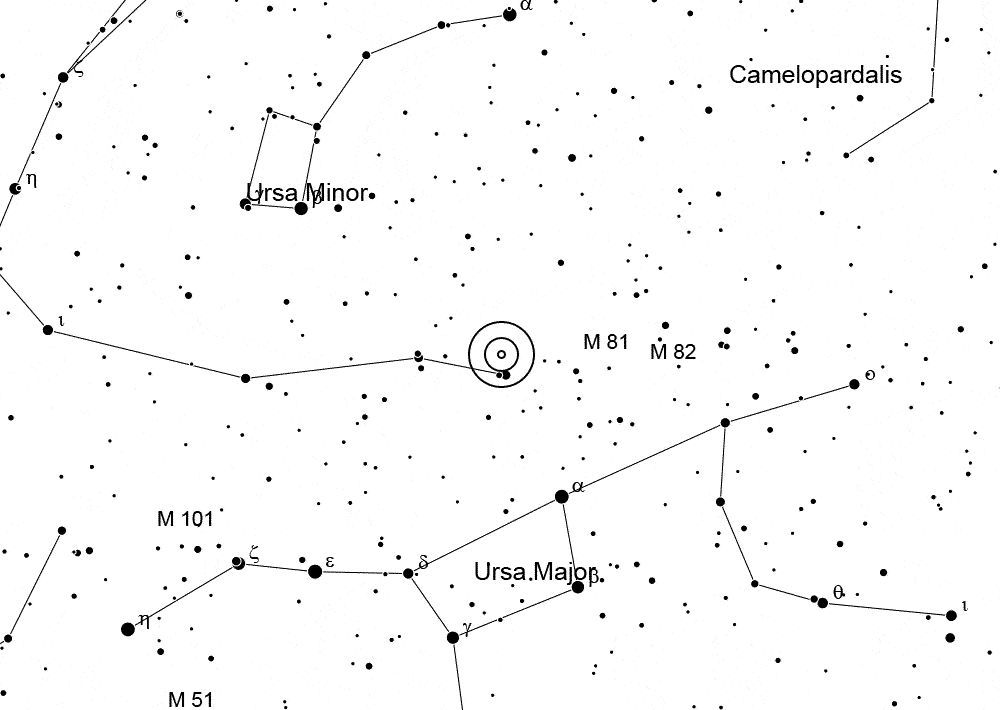 α
ζ
Camelopardalis
η
Ursa Minor
γ
β
ι
M 81
M 82
ο
α
M 101
ζ
ε
δ
Ursa Major
β
θ
ι
η
γ
M 51